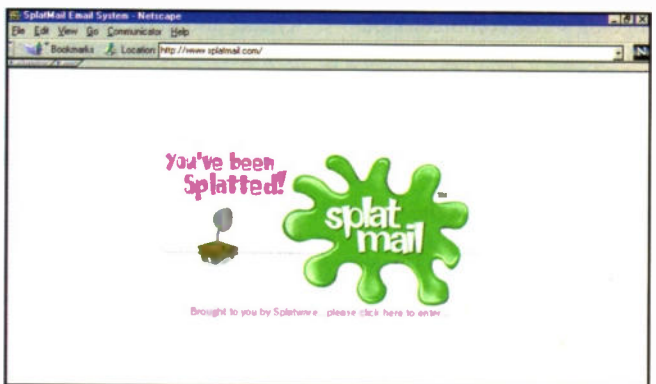 SplatMail Email System - Netscape
File Edit View Go Communicator Help
Bookmarks Location http://www.splatmail.com/
You've been
Splatted!
splat
mail
TM
Brought to you by please click here to enter